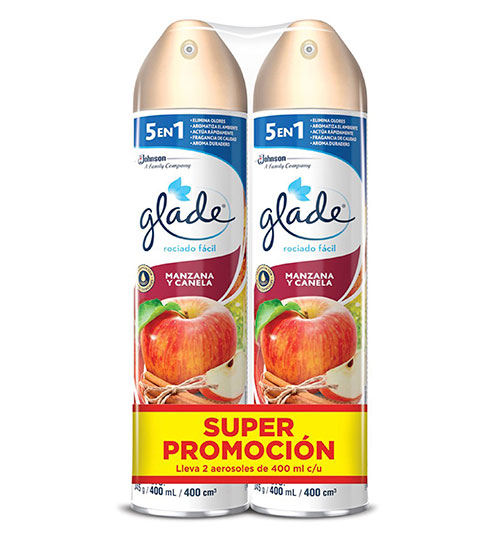 5 EN 1
• ELIMINA OLORES
• AROMATIZA EL AMBIENTE
• ACTÚA RÁPIDAMENTE
• FRAGANCIA DE CALIDAD
• AROMA DURADERO
Johnson
A Family Company
glade®
rociado fácil
MANZANA
Y CANELA
5 EN 1
• ELIMINA OLORES
• AROMATIZA EL AMBIENTE
• ACTÚA RÁPIDAMENTE
• FRAGANCIA DE CALIDAD
• AROMA DURADERO
Johnson
A Family Company
glade®
rociado fácil
MANZANA
Y CANELA
SUPER
PROMOCIÓN
Lleva 2 aerosoles de 400 ml c/u
345 g / 400 mL / 400 cm³
345 g / 400 mL / 400 cm³